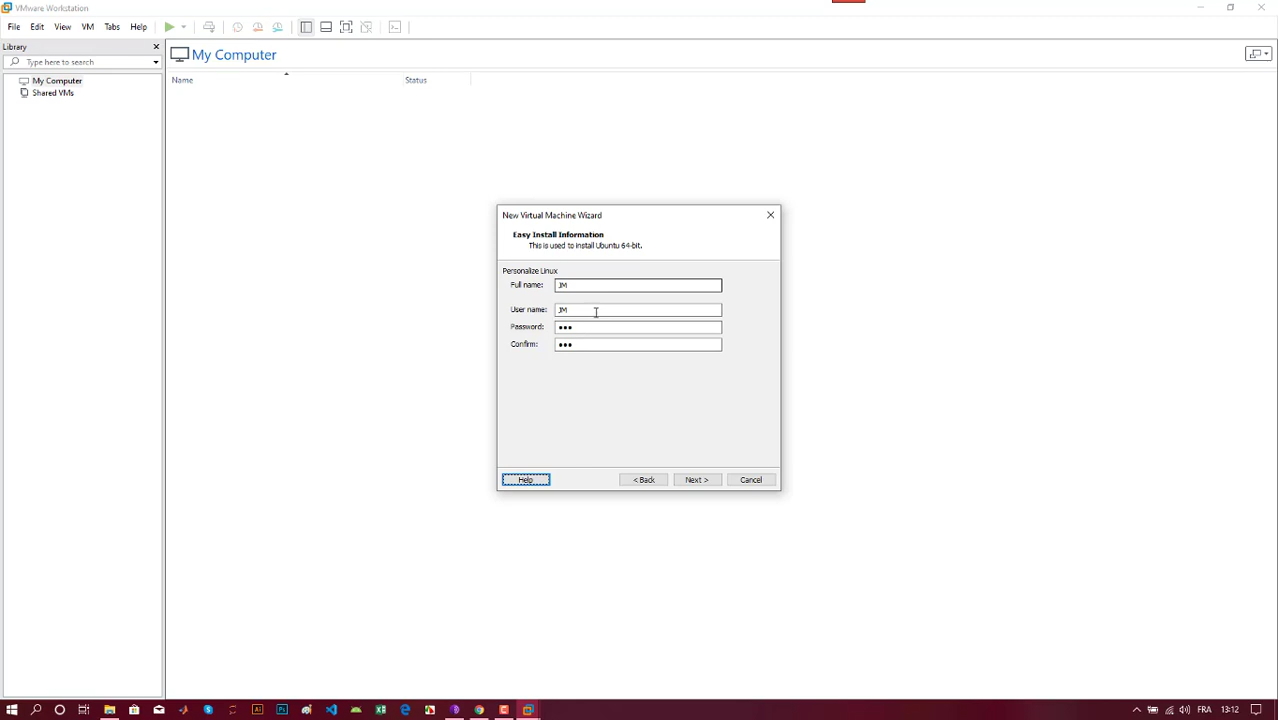 VMware Workstation
File Edit View VM Tabs Help
Library
Type here to search
My Computer
Shared VMs
My Computer
Name Status
New Virtual Machine Wizard
Easy Install Information
This is used to install Ubuntu 64-bit.
Personalize Linux
Full name: JM
User name: JM
Password: •••
Confirm: •••
Help < Back Next > Cancel
FRA 13:12